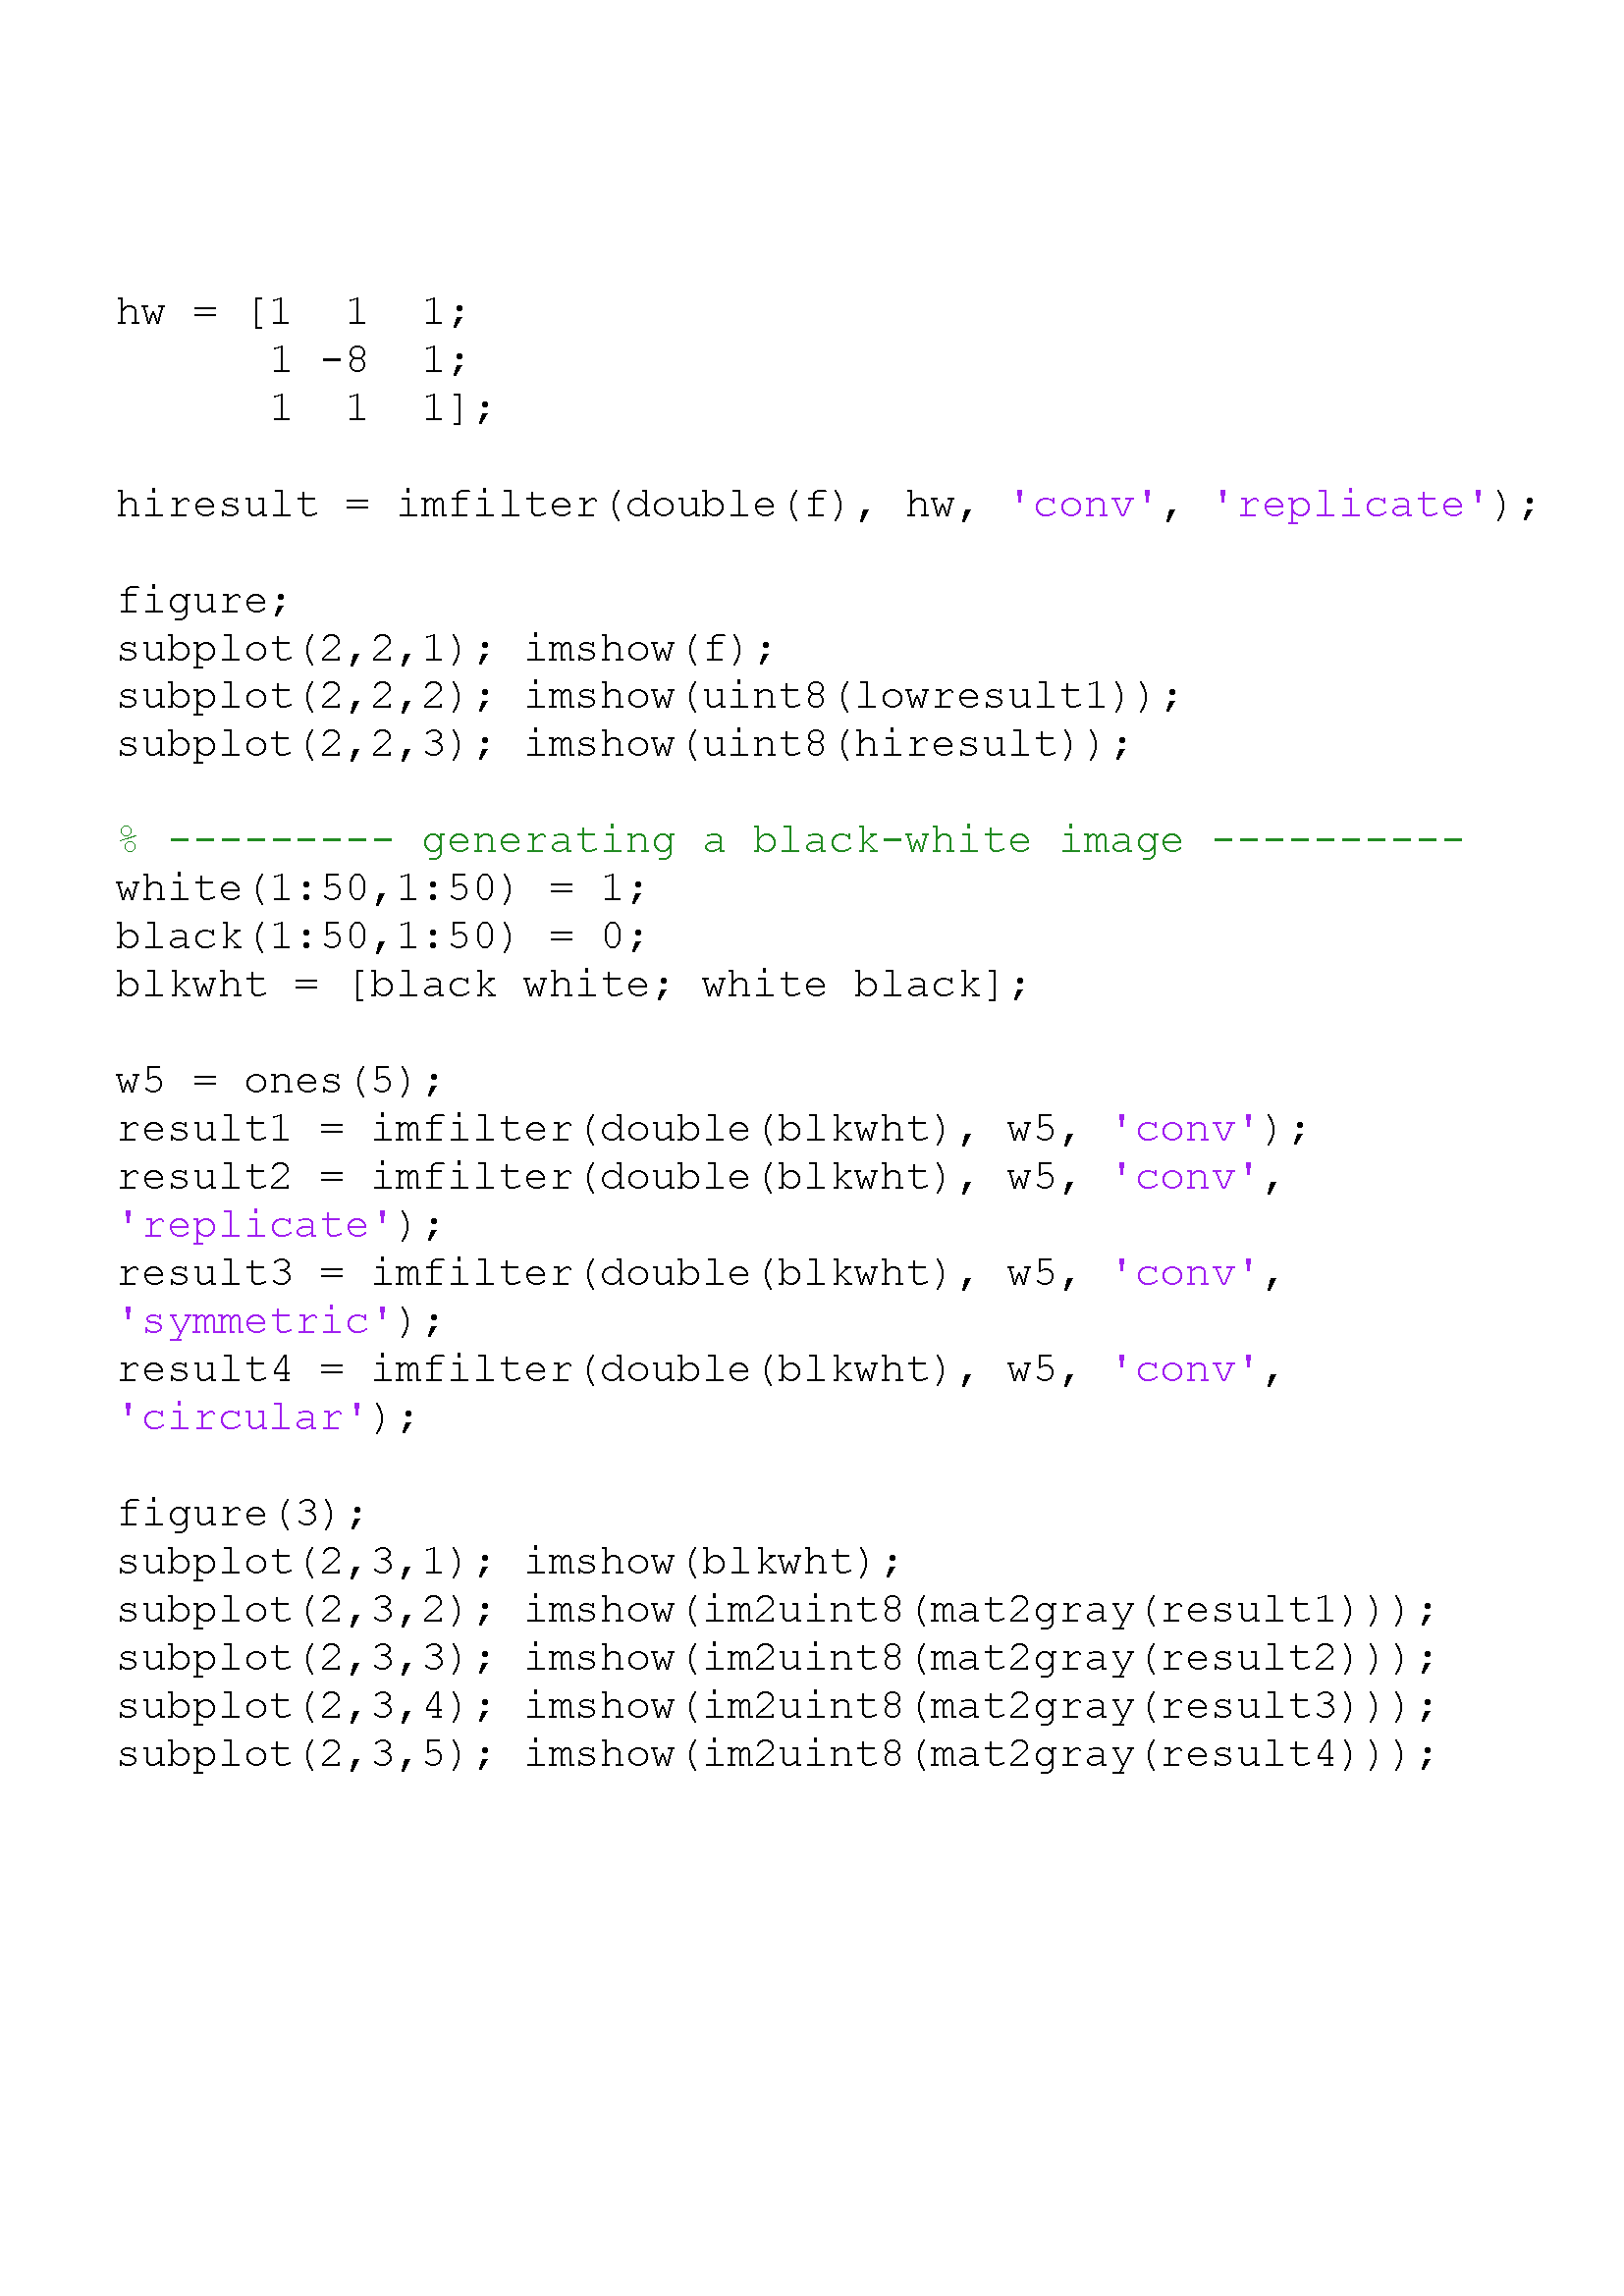 hw = [1  1  1;
      1 -8  1;
      1  1  1];
hiresult = imfilter(double(f), hw, 'conv', 'replicate');
figure;
subplot(2,2,1); imshow(f);
subplot(2,2,2); imshow(uint8(lowresult1));
subplot(2,2,3); imshow(uint8(hiresult));
% --------- generating a black-white image ----------
white(1:50,1:50) = 1;
black(1:50,1:50) = 0;
blkwht = [black white; white black];
w5 = ones(5);
result1 = imfilter(double(blkwht), w5, 'conv');
result2 = imfilter(double(blkwht), w5, 'conv',
'replicate');
result3 = imfilter(double(blkwht), w5, 'conv',
'symmetric');
result4 = imfilter(double(blkwht), w5, 'conv',
'circular');
figure(3);
subplot(2,3,1); imshow(blkwht);
subplot(2,3,2); imshow(im2uint8(mat2gray(result1)));
subplot(2,3,3); imshow(im2uint8(mat2gray(result2)));
subplot(2,3,4); imshow(im2uint8(mat2gray(result3)));
subplot(2,3,5); imshow(im2uint8(mat2gray(result4)));